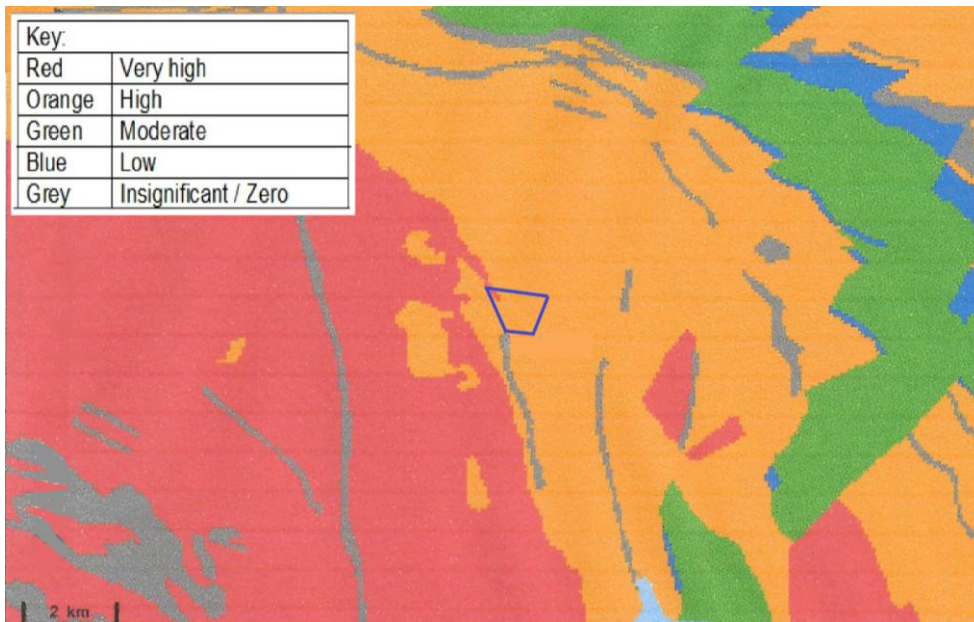 Key:
Red Very high
Orange High
Green Moderate
Blue Low
Grey Insignificant / Zero
2 km